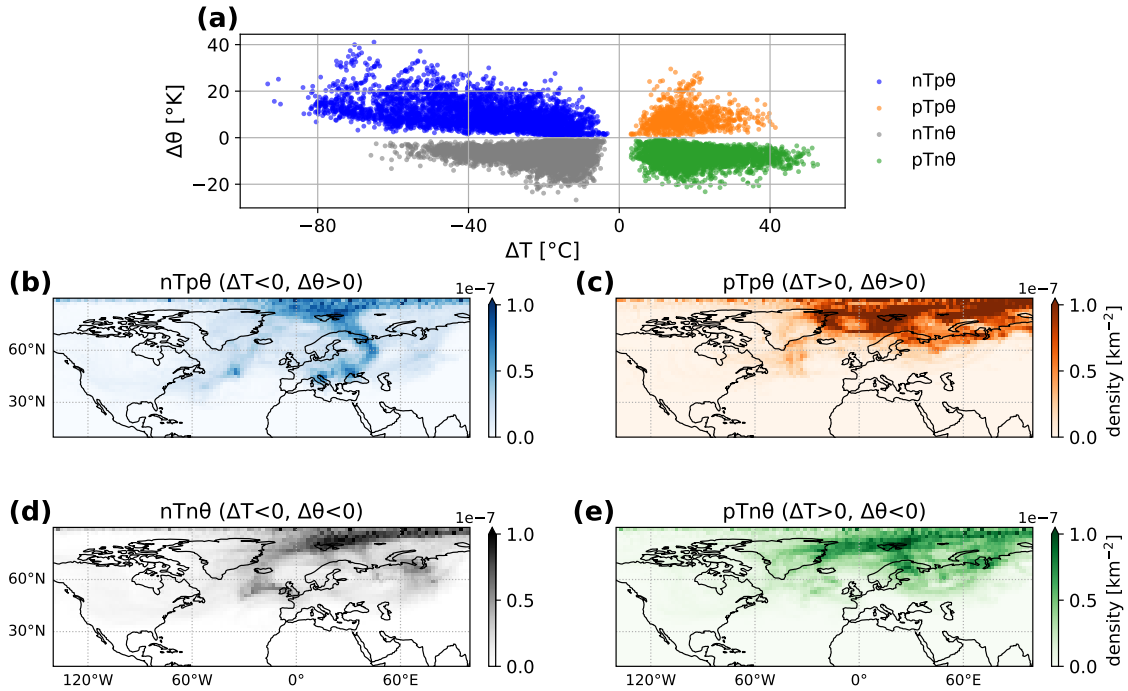 (a)
40
20
0
−20
Δθ [°K]
−80
−40
0
40
ΔT [°C]
nTpθ
pTpθ
nTnθ
pTnθ
(b)
nTpθ (ΔT<0, Δθ>0)
1e−7
60°N
30°N
1.0
0.5
0.0
(c)
pTpθ (ΔT>0, Δθ>0)
1e−7
1.0
0.5
0.0
density [km⁻²]
(d)
nTnθ (ΔT<0, Δθ<0)
1e−7
60°N
30°N
120°W
60°W
0°
60°E
1.0
0.5
0.0
(e)
pTnθ (ΔT>0, Δθ<0)
1e−7
120°W
60°W
0°
60°E
1.0
0.5
0.0
density [km⁻²]